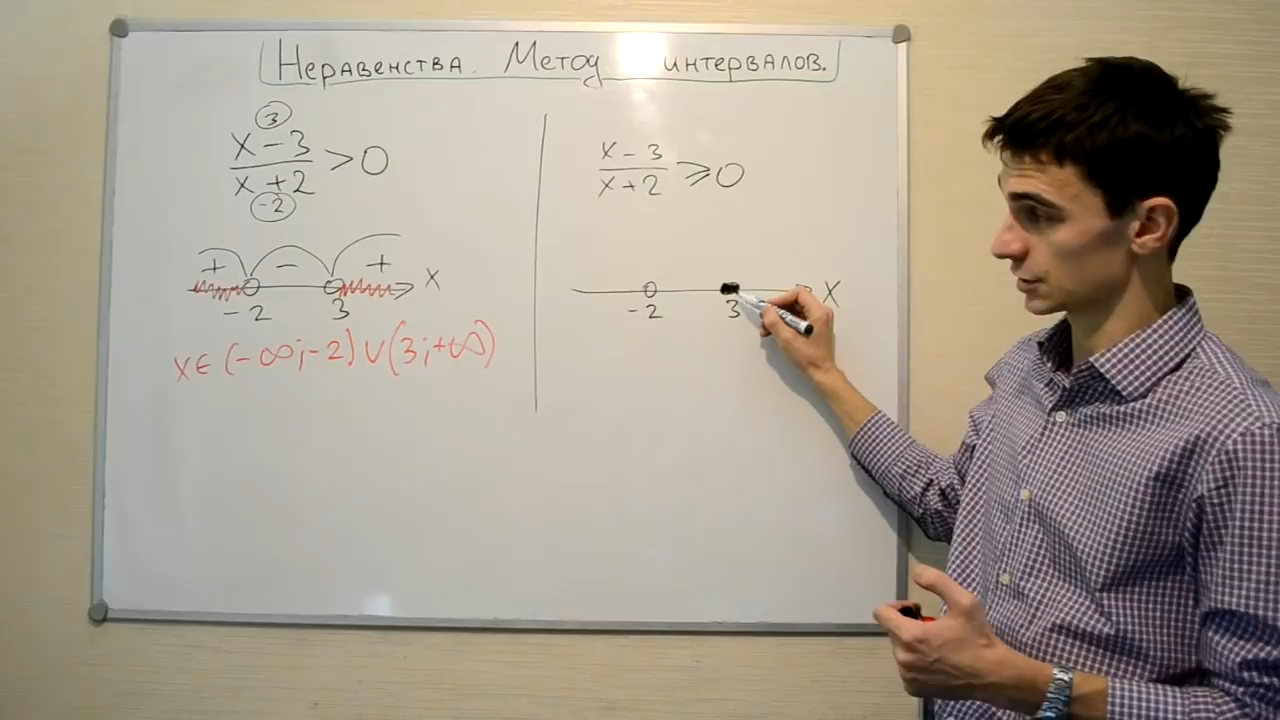 Неравенства. Метод интервалов.
3
x - 3
x + 2
> 0
-2
+ - +
-2 3 x
x ∈ (-∞; -2) ∪ (3; +∞)
x - 3
x + 2
⩾ 0
-2 3 x